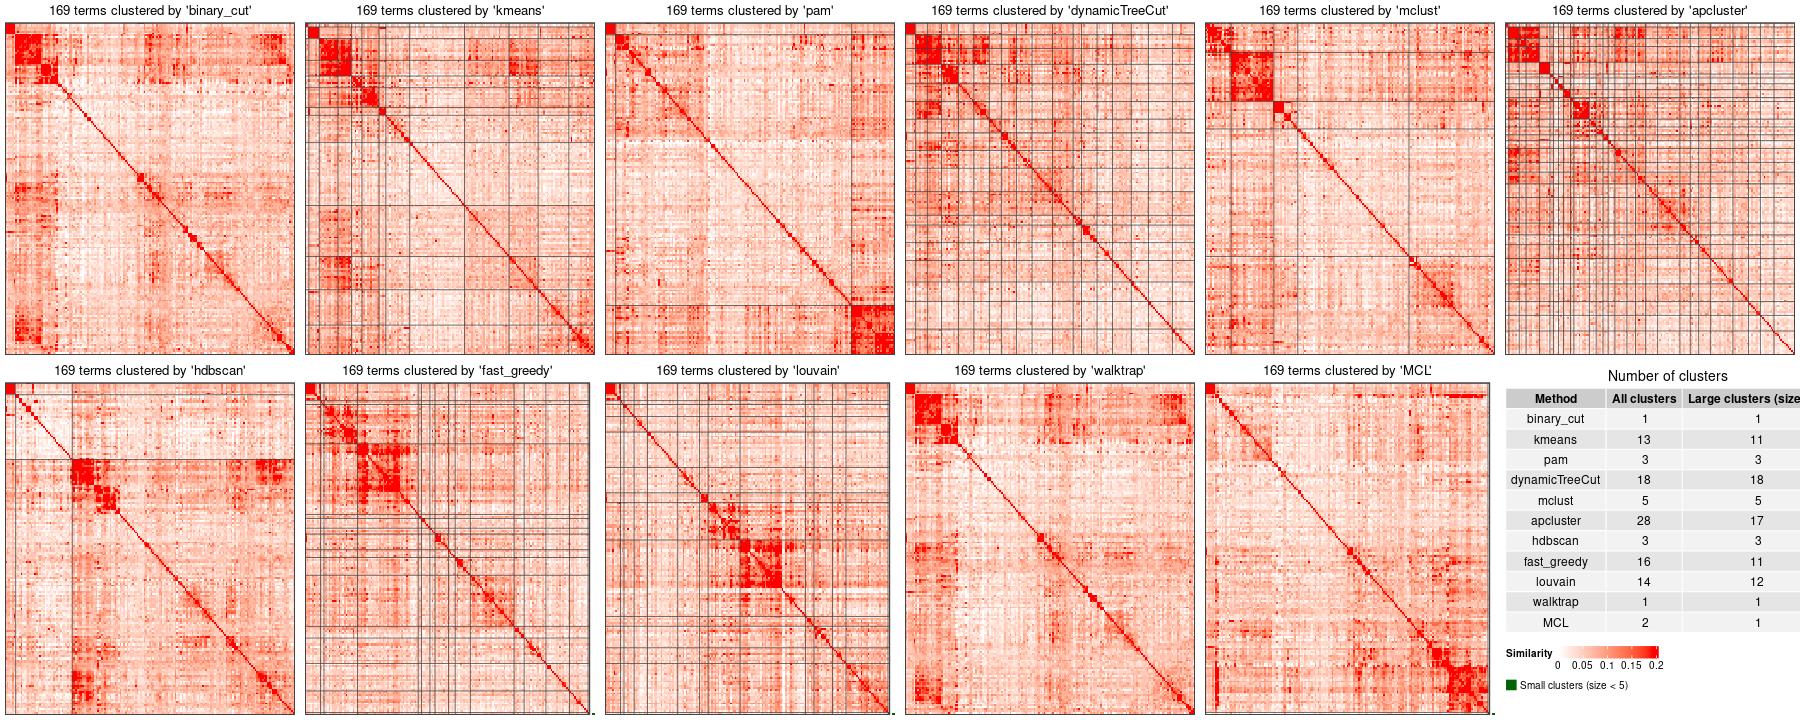 169 terms clustered by 'binary_cut'
169 terms clustered by 'kmeans'
169 terms clustered by 'pam'
169 terms clustered by 'dynamicTreeCut'
169 terms clustered by 'mclust'
169 terms clustered by 'apcluster'
169 terms clustered by 'hdbscan'
169 terms clustered by 'fast_greedy'
169 terms clustered by 'louvain'
169 terms clustered by 'walktrap'
169 terms clustered by 'MCL'
Number of clusters
Method All clusters Large clusters (size
binary_cut 1 1
kmeans 13 11
pam 3 3
dynamicTreeCut 18 18
mclust 5 5
apcluster 28 17
hdbscan 3 3
fast_greedy 16 11
louvain 14 12
walktrap 1 1
MCL 2 1
Similarity
0 0.05 0.1 0.15 0.2
Small clusters (size < 5)